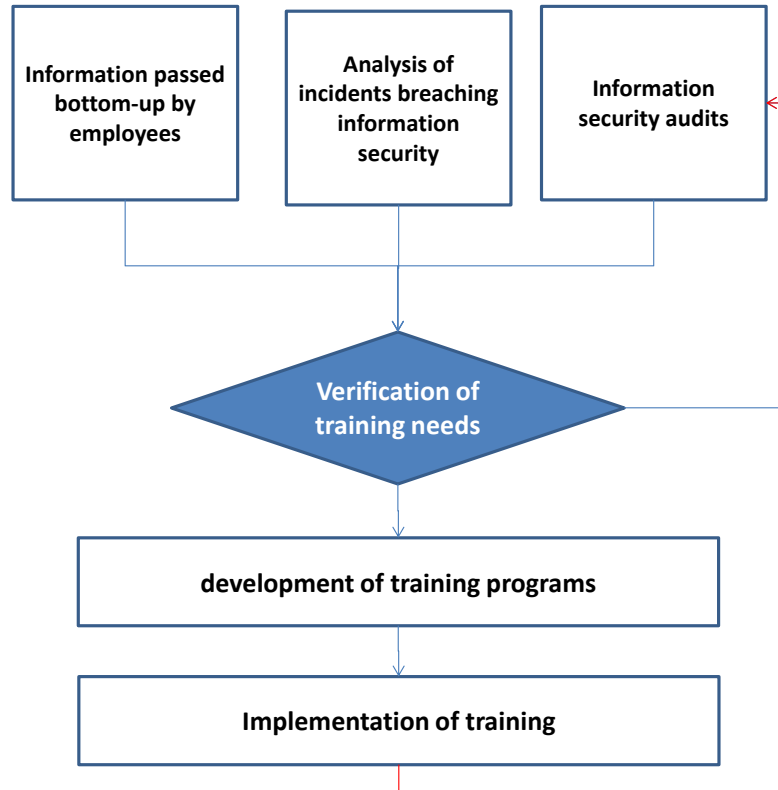 Information passed
bottom-up by
employees
Analysis of
incidents breaching
information
security
Information
security audits
Verification of
training needs
development of training programs
Implementation of training